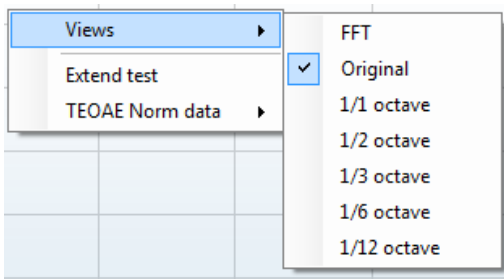 Views
Extend test
TEOAE Norm data
FFT
Original
1/1 octave
1/2 octave
1/3 octave
1/6 octave
1/12 octave